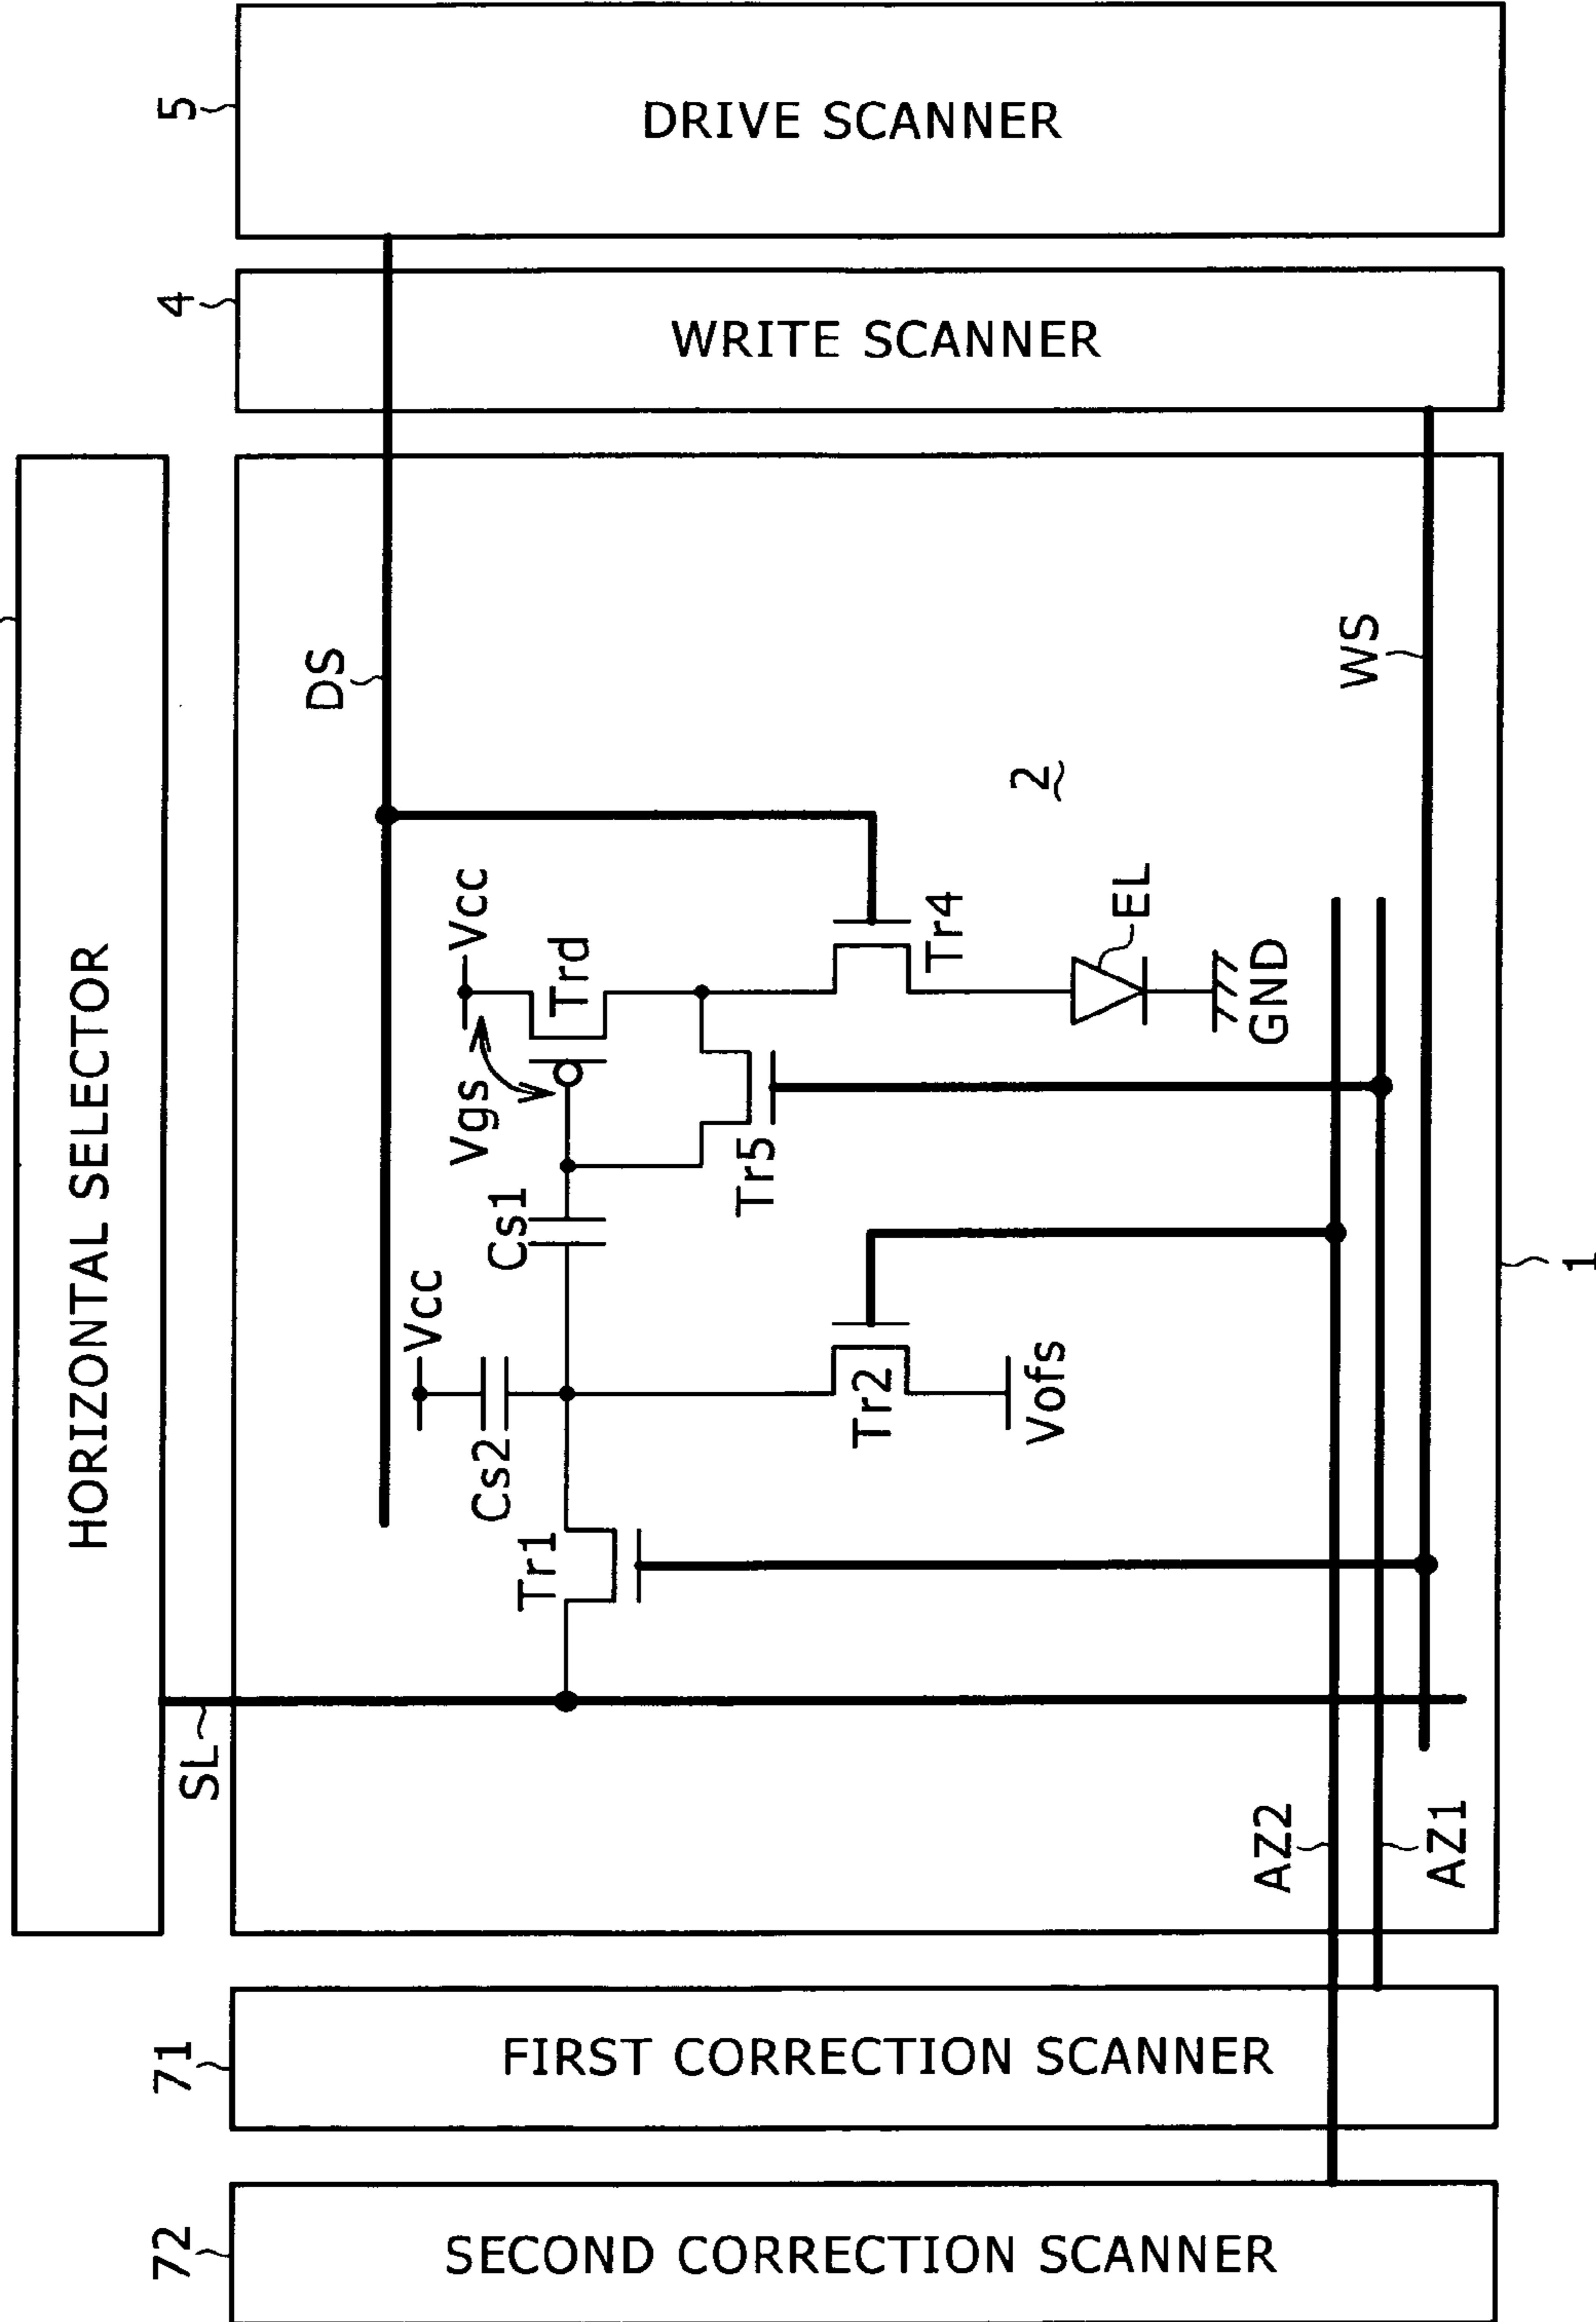 HORIZONTAL SELECTOR
72
SECOND CORRECTION SCANNER
71
FIRST CORRECTION SCANNER
SL
DS
4
WRITE SCANNER
5
DRIVE SCANNER
Vcc
Vcc
Cs2
Cs1
Vgs
Trd
Tr1
Tr5
Tr2
Tr4
Vofs
EL
GND
2
AZ2
AZ1
WS
1